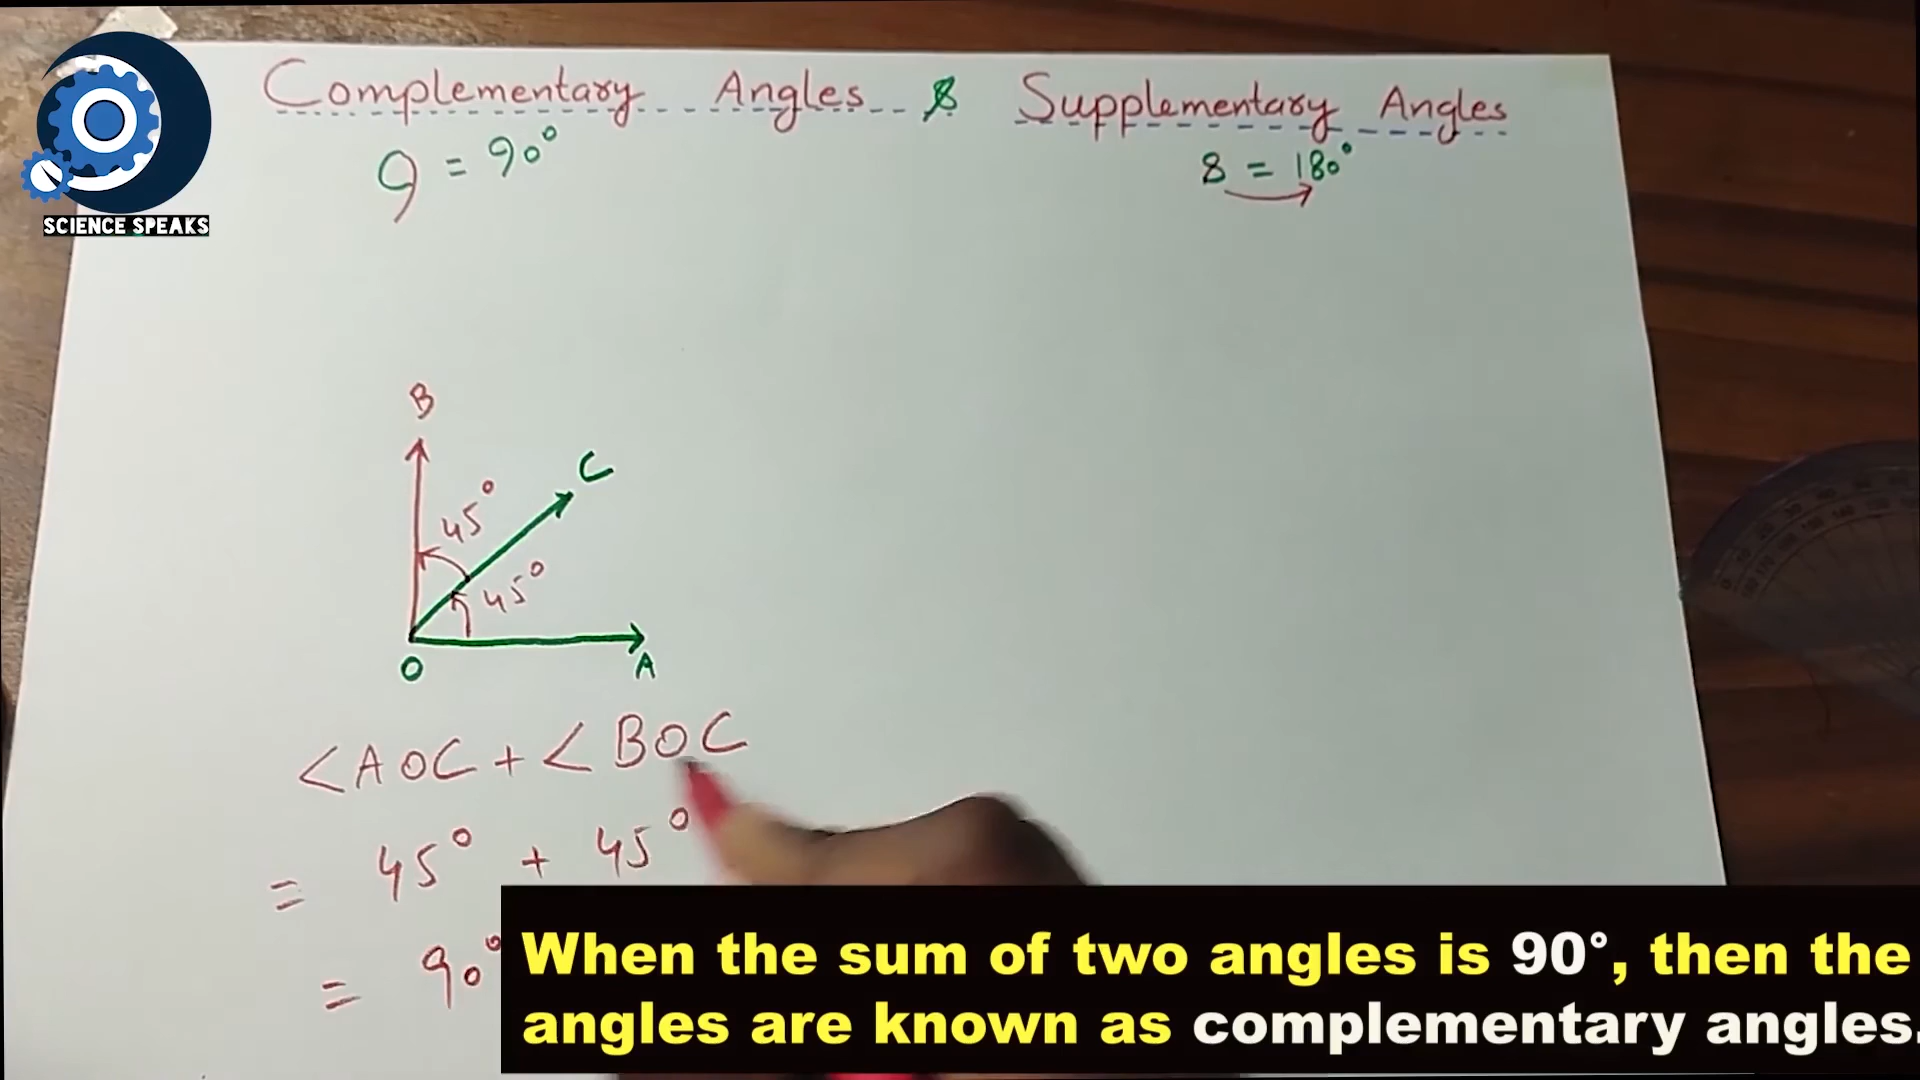 SCIENCE SPEAKS
Complementary Angles & Supplementary Angles
9 = 90°
8 = 180°
B
C
45°
45°
O
A
<AOC + <BOC
= 45° + 45°
= 90°
When the sum of two angles is 90°, then the
angles are known as complementary angles.